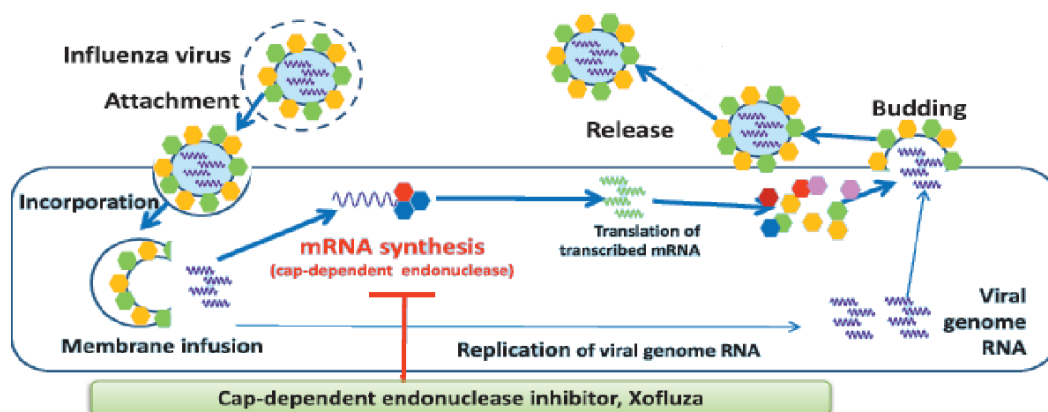 Influenza virus
Attachment
Incorporation
Membrane infusion
mRNA synthesis
(cap-dependent endonuclease)
Translation of
transcribed mRNA
Release
Budding
Replication of viral genome RNA
Viral
genome
RNA
Cap-dependent endonuclease inhibitor, Xofluza